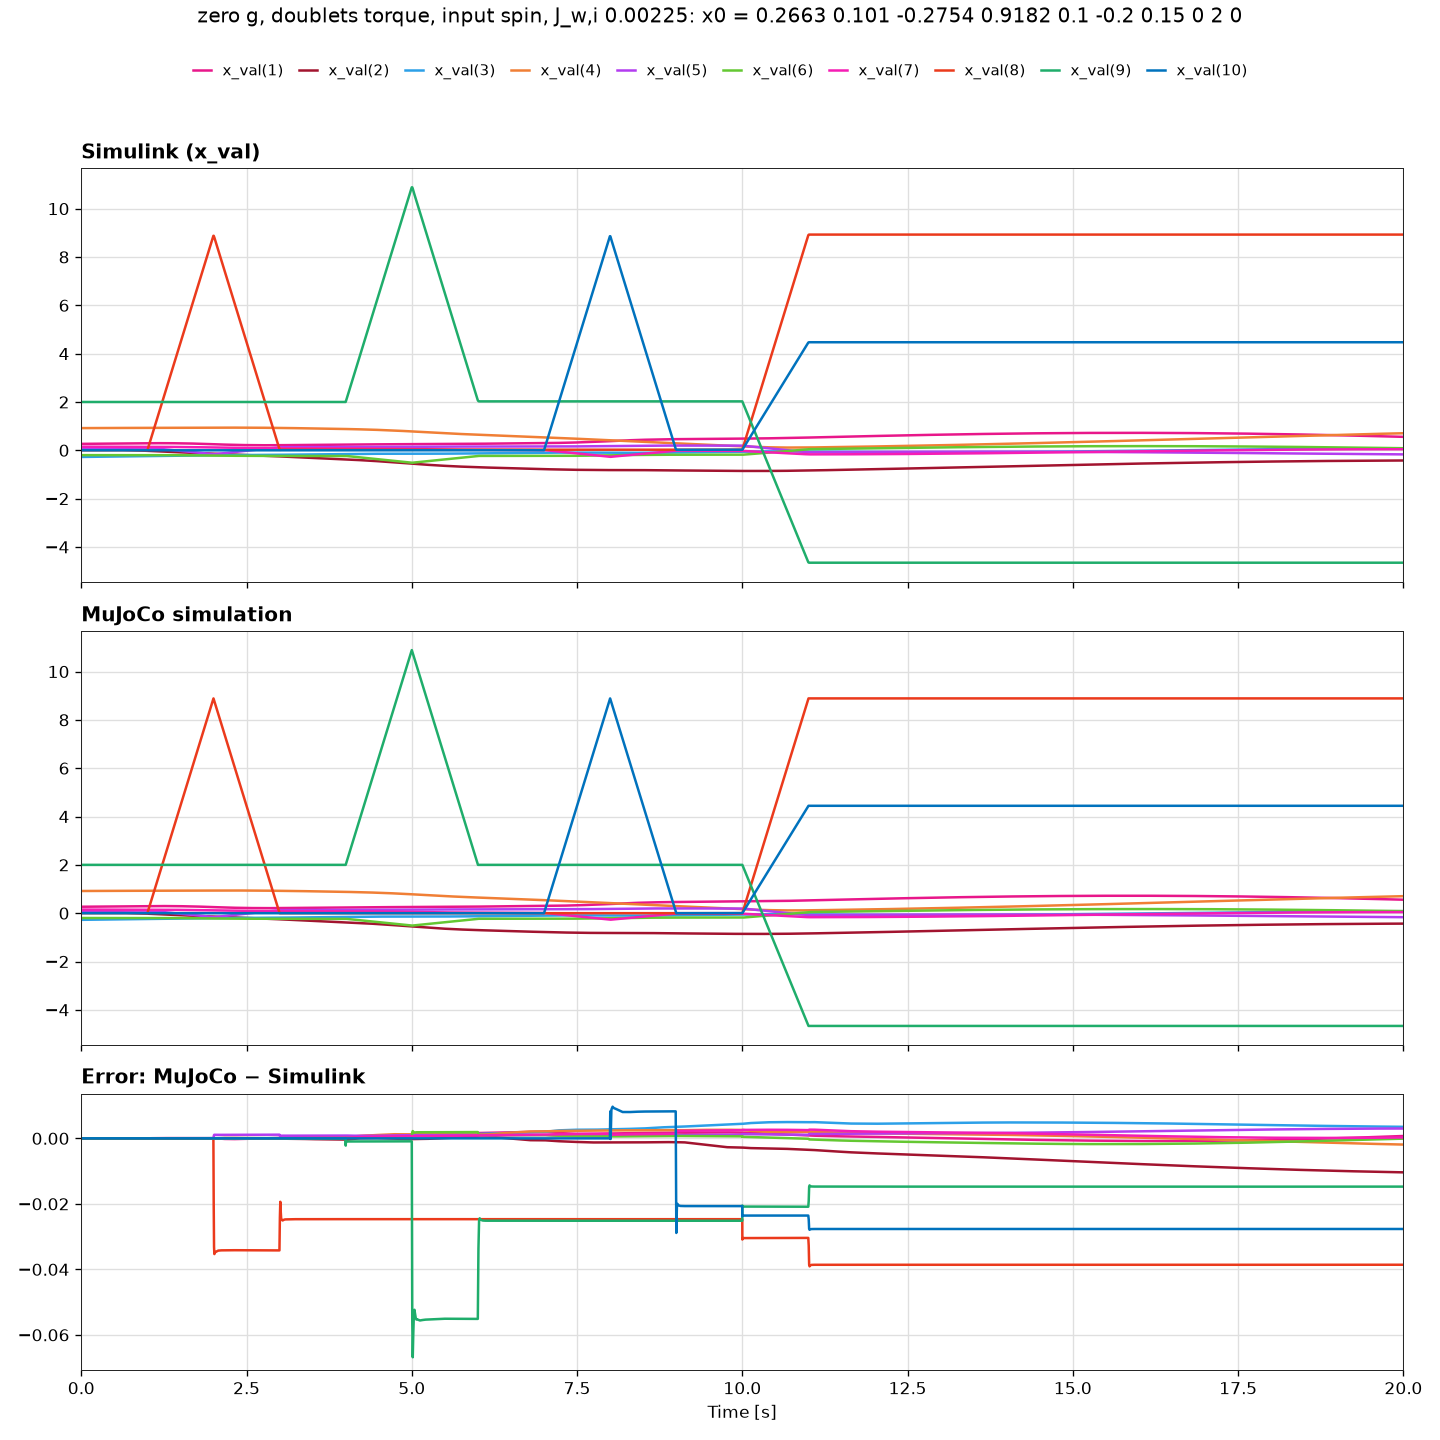 zero g, doublets torque, input spin, J_w,i 0.00225: x0 = 0.2663 0.101 -0.2754 0.9182 0.1 -0.2 0.15 0 2 0
x_val(1) x_val(2) x_val(3) x_val(4) x_val(5) x_val(6) x_val(7) x_val(8) x_val(9) x_val(10)
Simulink (x_val)
10
8
6
4
2
0
−2
−4
MuJoCo simulation
10
8
6
4
2
0
−2
−4
Error: MuJoCo − Simulink
0.00
−0.02
−0.04
−0.06
0.0 2.5 5.0 7.5 10.0 12.5 15.0 17.5 20.0
Time [s]